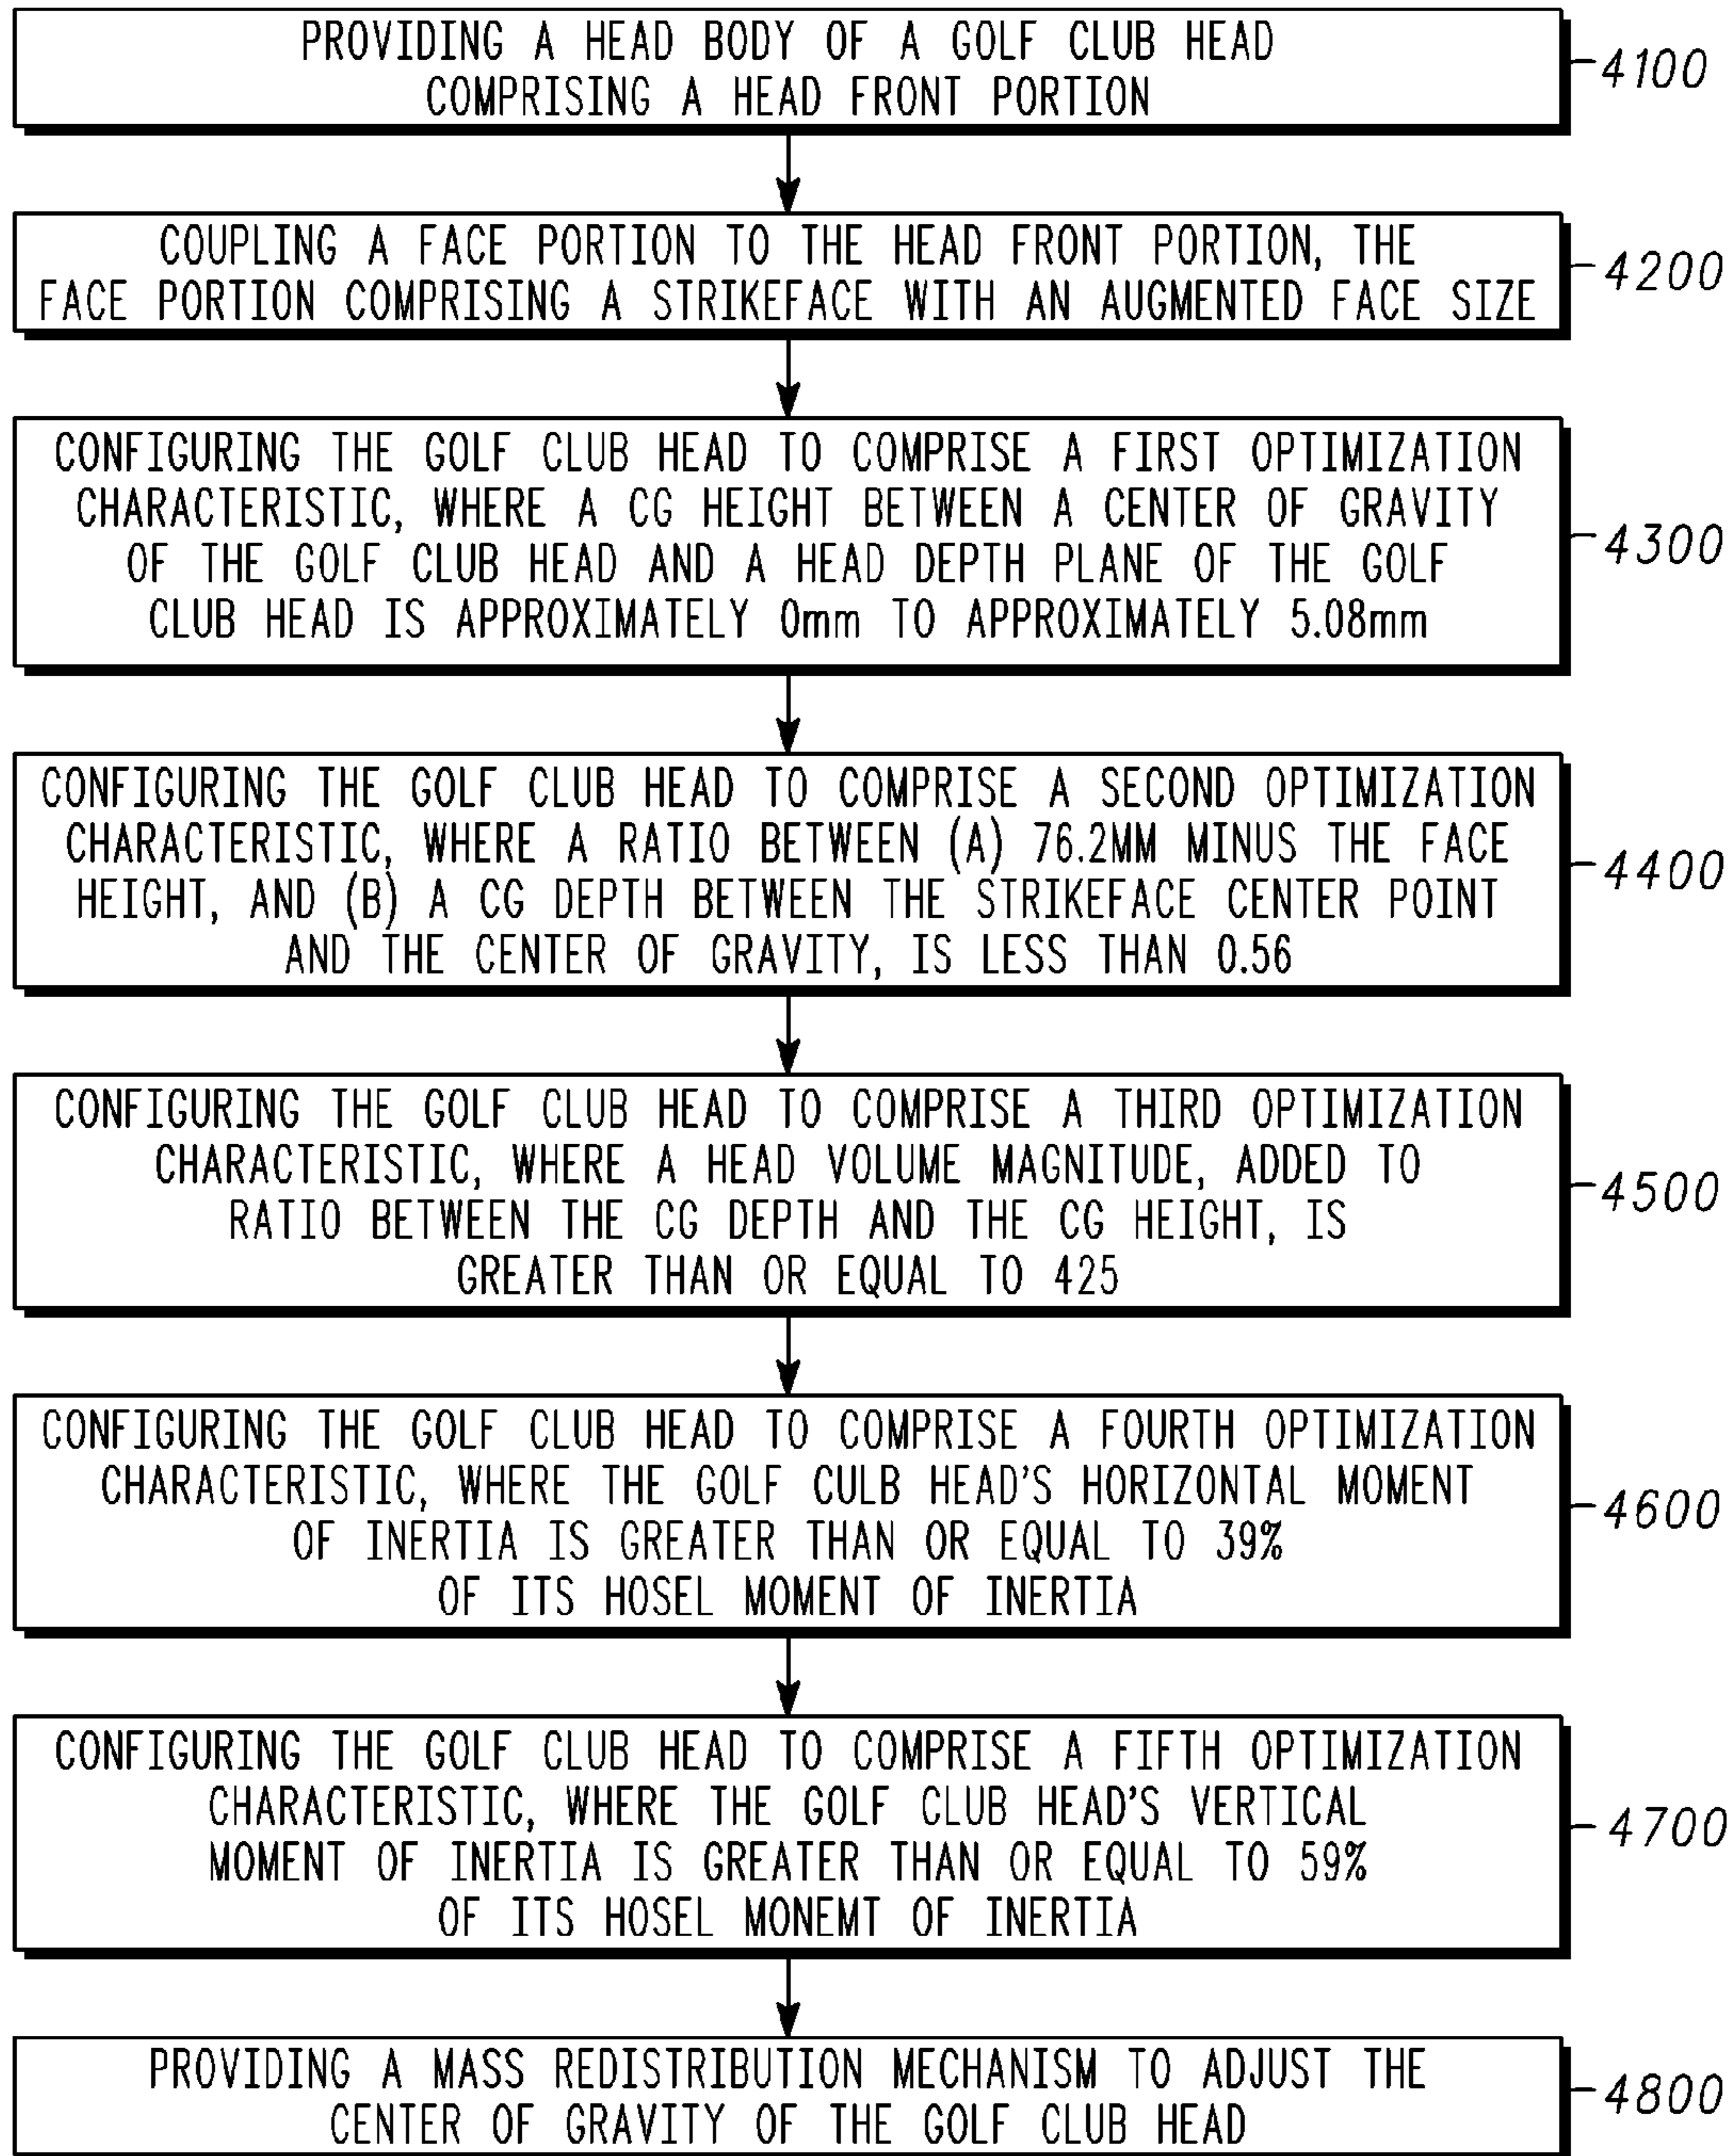 PROVIDING A HEAD BODY OF A GOLF CLUB HEAD
COMPRISING A HEAD FRONT PORTION
4100
COUPLING A FACE PORTION TO THE HEAD FRONT PORTION, THE
FACE PORTION COMPRISING A STRIKEFACE WITH AN AUGMENTED FACE SIZE
4200
CONFIGURING THE GOLF CLUB HEAD TO COMPRISE A FIRST OPTIMIZATION
CHARACTERISTIC, WHERE A CG HEIGHT BETWEEN A CENTER OF GRAVITY
OF THE GOLF CLUB HEAD AND A HEAD DEPTH PLANE OF THE GOLF
CLUB HEAD IS APPROXIMATELY 0mm TO APPROXIMATELY 5.08mm
4300
CONFIGURING THE GOLF CLUB HEAD TO COMPRISE A SECOND OPTIMIZATION
CHARACTERISTIC, WHERE A RATIO BETWEEN (A) 76.2MM MINUS THE FACE
HEIGHT, AND (B) A CG DEPTH BETWEEN THE STRIKEFACE CENTER POINT
AND THE CENTER OF GRAVITY, IS LESS THAN 0.56
4400
CONFIGURING THE GOLF CLUB HEAD TO COMPRISE A THIRD OPTIMIZATION
CHARACTERISTIC, WHERE A HEAD VOLUME MAGNITUDE, ADDED TO
RATIO BETWEEN THE CG DEPTH AND THE CG HEIGHT, IS
GREATER THAN OR EQUAL TO 425
4500
CONFIGURING THE GOLF CLUB HEAD TO COMPRISE A FOURTH OPTIMIZATION
CHARACTERISTIC, WHERE THE GOLF CULB HEAD'S HORIZONTAL MOMENT
OF INERTIA IS GREATER THAN OR EQUAL TO 39%
OF ITS HOSEL MOMENT OF INERTIA
4600
CONFIGURING THE GOLF CLUB HEAD TO COMPRISE A FIFTH OPTIMIZATION
CHARACTERISTIC, WHERE THE GOLF CLUB HEAD'S VERTICAL
MOMENT OF INERTIA IS GREATER THAN OR EQUAL TO 59%
OF ITS HOSEL MONEMT OF INERTIA
4700
PROVIDING A MASS REDISTRIBUTION MECHANISM TO ADJUST THE
CENTER OF GRAVITY OF THE GOLF CLUB HEAD
4800